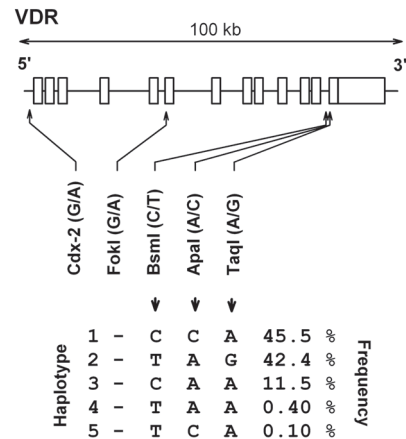 VDR
100 kb
5' 3'
Cdx-2 (G/A)
FokI (G/A)
BsmI (C/T)
ApaI (A/C)
TaqI (A/G)
Haplotype
1 - C C A 45.5 %
2 - T A G 42.4 %
3 - C A A 11.5 %
4 - T A A 0.40 %
5 - T C A 0.10 %
Frequency